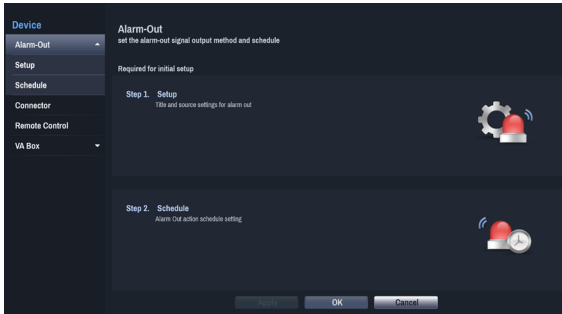 Device
Alarm-Out
Setup
Schedule
Connector
Remote Control
VA Box
Alarm-Out
set the alarm-out signal output method and schedule
Required for initial setup
Step 1. Setup
Title and source settings for alarm out
Step 2. Schedule
Alarm Out action schedule setting
Apply OK Cancel